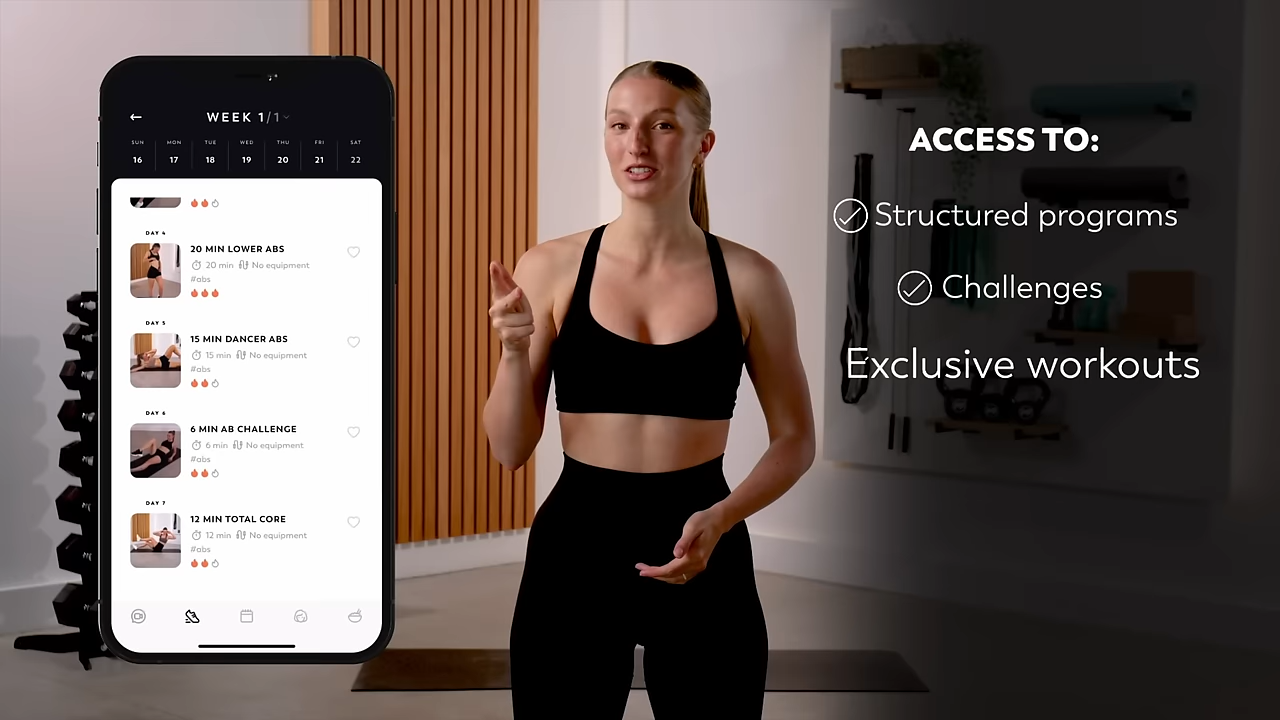 WEEK 1/1
SUN MON TUE WED THU FRI SAT
16 17 18 19 20 21 22
DAY 4
20 MIN LOWER ABS
20 min No equipment
#abs
DAY 5
15 MIN DANCER ABS
15 min No equipment
#abs
DAY 6
6 MIN AB CHALLENGE
6 min No equipment
#abs
DAY 7
12 MIN TOTAL CORE
12 min No equipment
#abs
ACCESS TO:
Structured programs
Challenges
Exclusive workouts